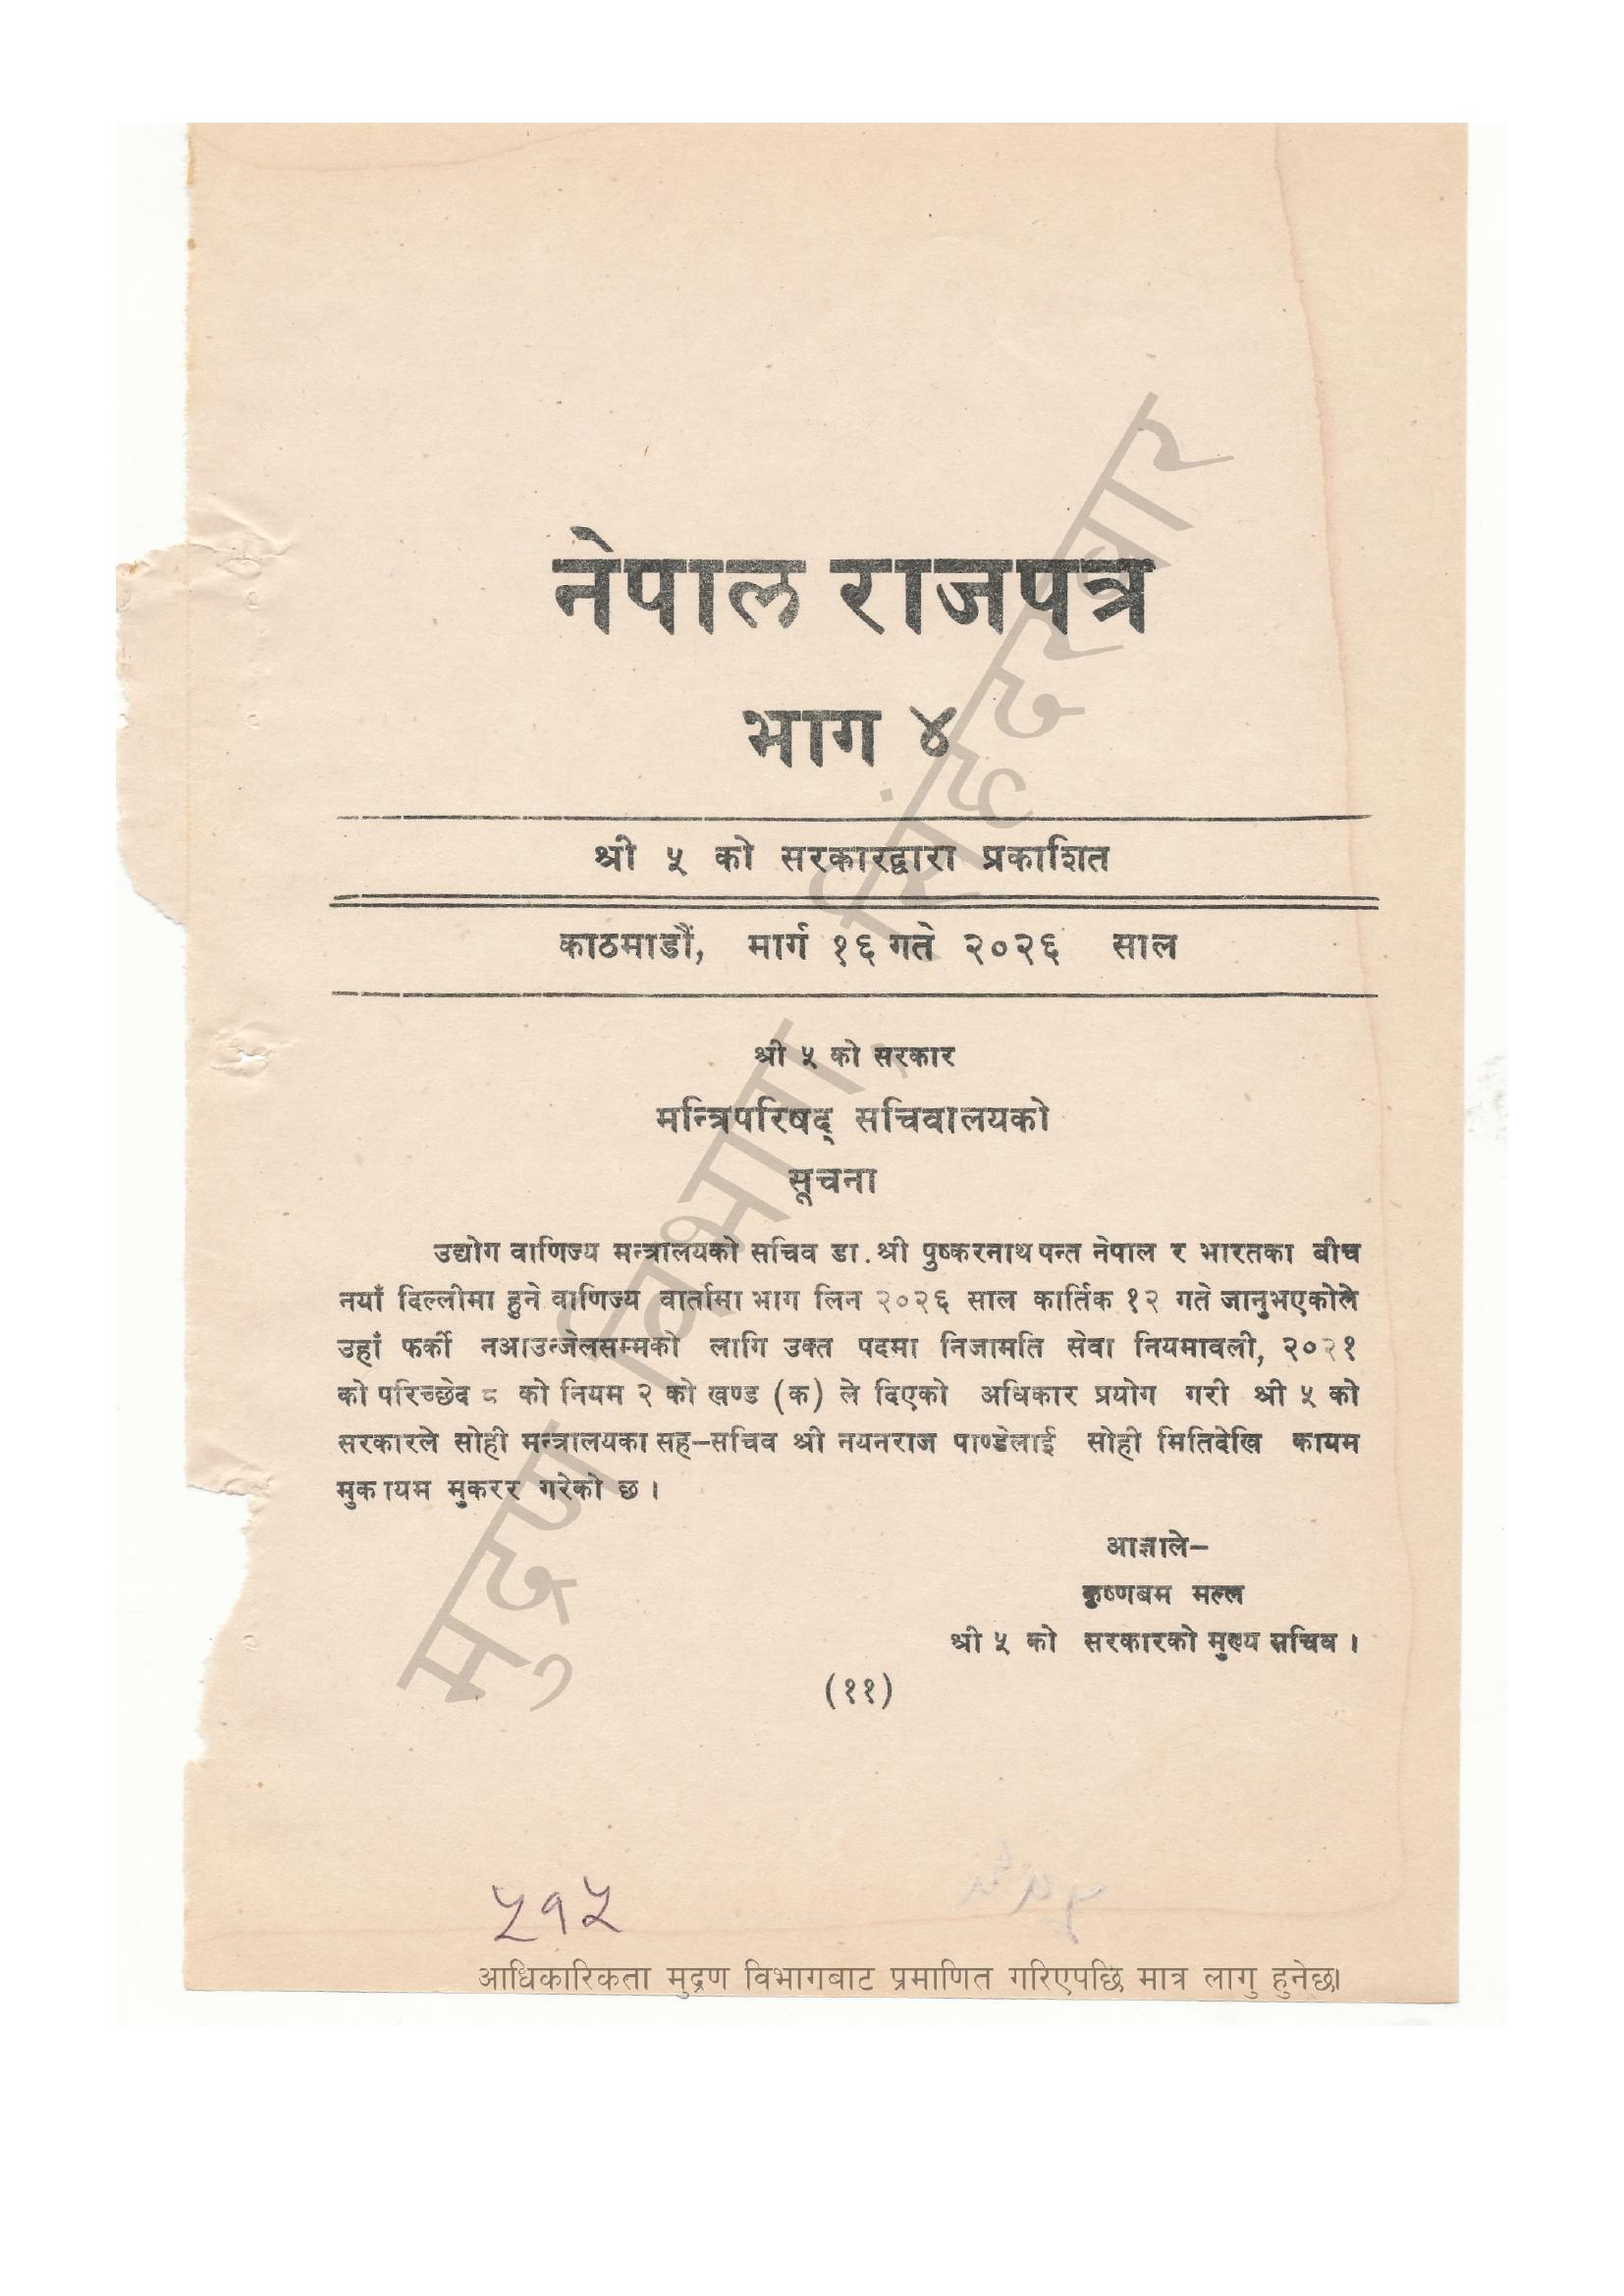 नेपाल राजपत्र
भाग ४
श्री ५ को सरकारद्वारा प्रकाशित
काठमाडौं, मार्ग १६ गते २०२६ साल
श्री ५ को सरकार
मन्त्रिपरिषद् सचिवालयको
सूचना
उद्योग वाणिज्य मन्त्रालयको सचिव डा. श्री पुष्करनाथ पन्त नेपाल र भारतका बीच
नयाँ दिल्लीमा हुने वाणिज्य वार्तामा भाग लिन २०२६ साल कार्तिक १२ गते जानुभएकोले
उहाँ फर्की नआउन्जेलसम्मको लागि उक्त पदमा निजामति सेवा नियमावली, २०२१
को परिच्छेद ८ को नियम २ को खण्ड (क) ले दिएको अधिकार प्रयोग गरी श्री ५ को
सरकारले सोही मन्त्रालयका सह–सचिव श्री नयनराज पाण्डेलाई सोही मितिदेखि कायम
मुकायम मुकरर गरेको छ ।
आज्ञाले–
कृष्णबम मल्ल
श्री ५ को सरकारको मुख्य सचिव ।
(११)
५१५
आधिकारिकता मुद्रण विभागबाट प्रमाणित गरिएपछि मात्र लागु हुनेछ।
मुद्रण विभाग, सिंहदरबार